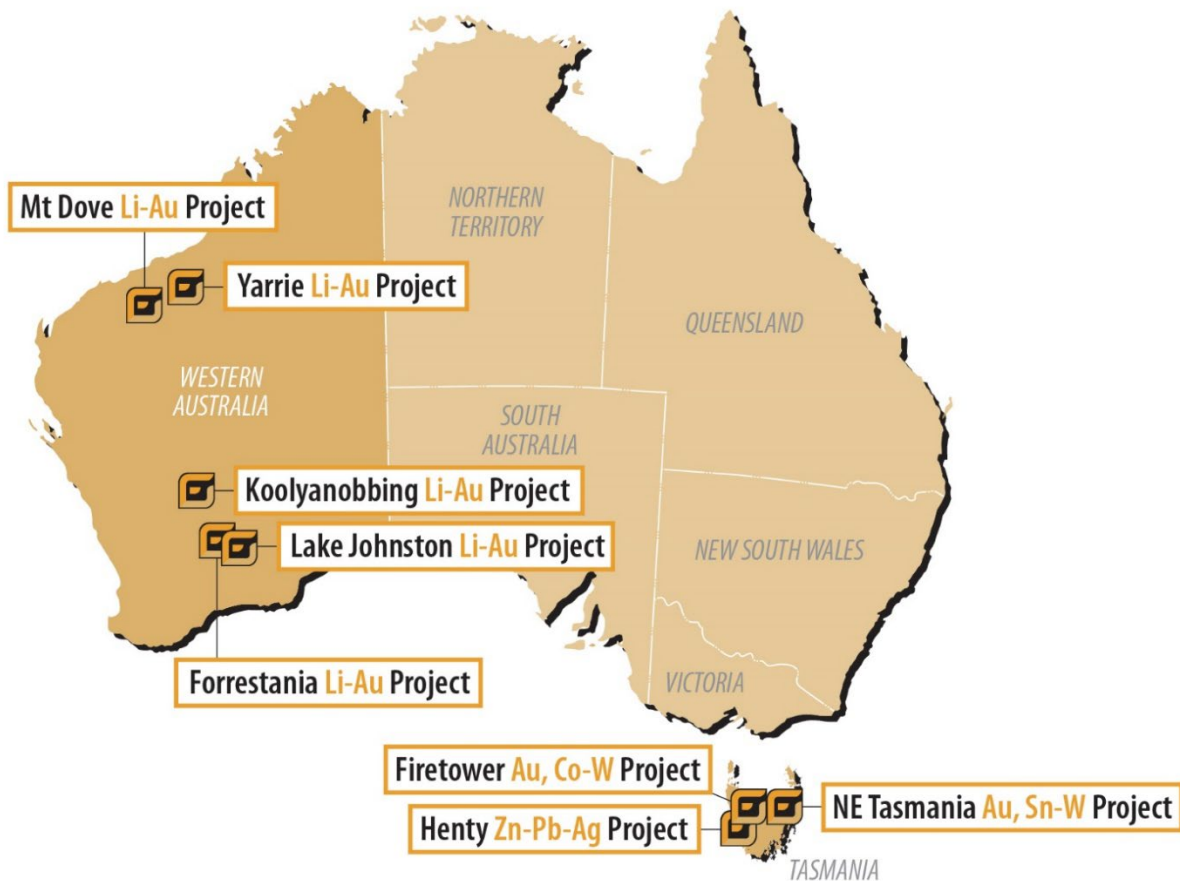 NORTHERN
TERRITORY
Mt Dove Li-Au Project
Yarrie Li-Au Project
QUEENSLAND
WESTERN
AUSTRALIA
SOUTH
AUSTRALIA
Koolyanobbing Li-Au Project
Lake Johnston Li-Au Project
NEW SOUTH WALES
Forrestania Li-Au Project
VICTORIA
Firetower Au, Co-W Project
NE Tasmania Au, Sn-W Project
Henty Zn-Pb-Ag Project
TASMANIA